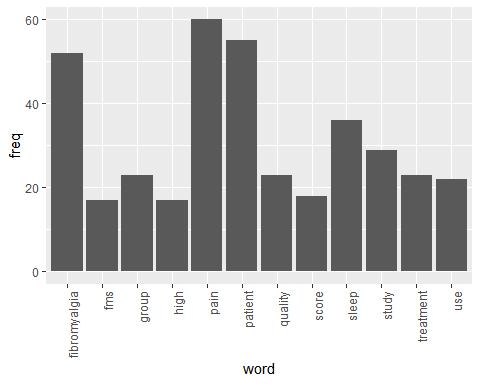 60
40
20
0
freq
fibromyalgia
fms
group
high
pain
patient
quality
score
sleep
study
treatment
use
word